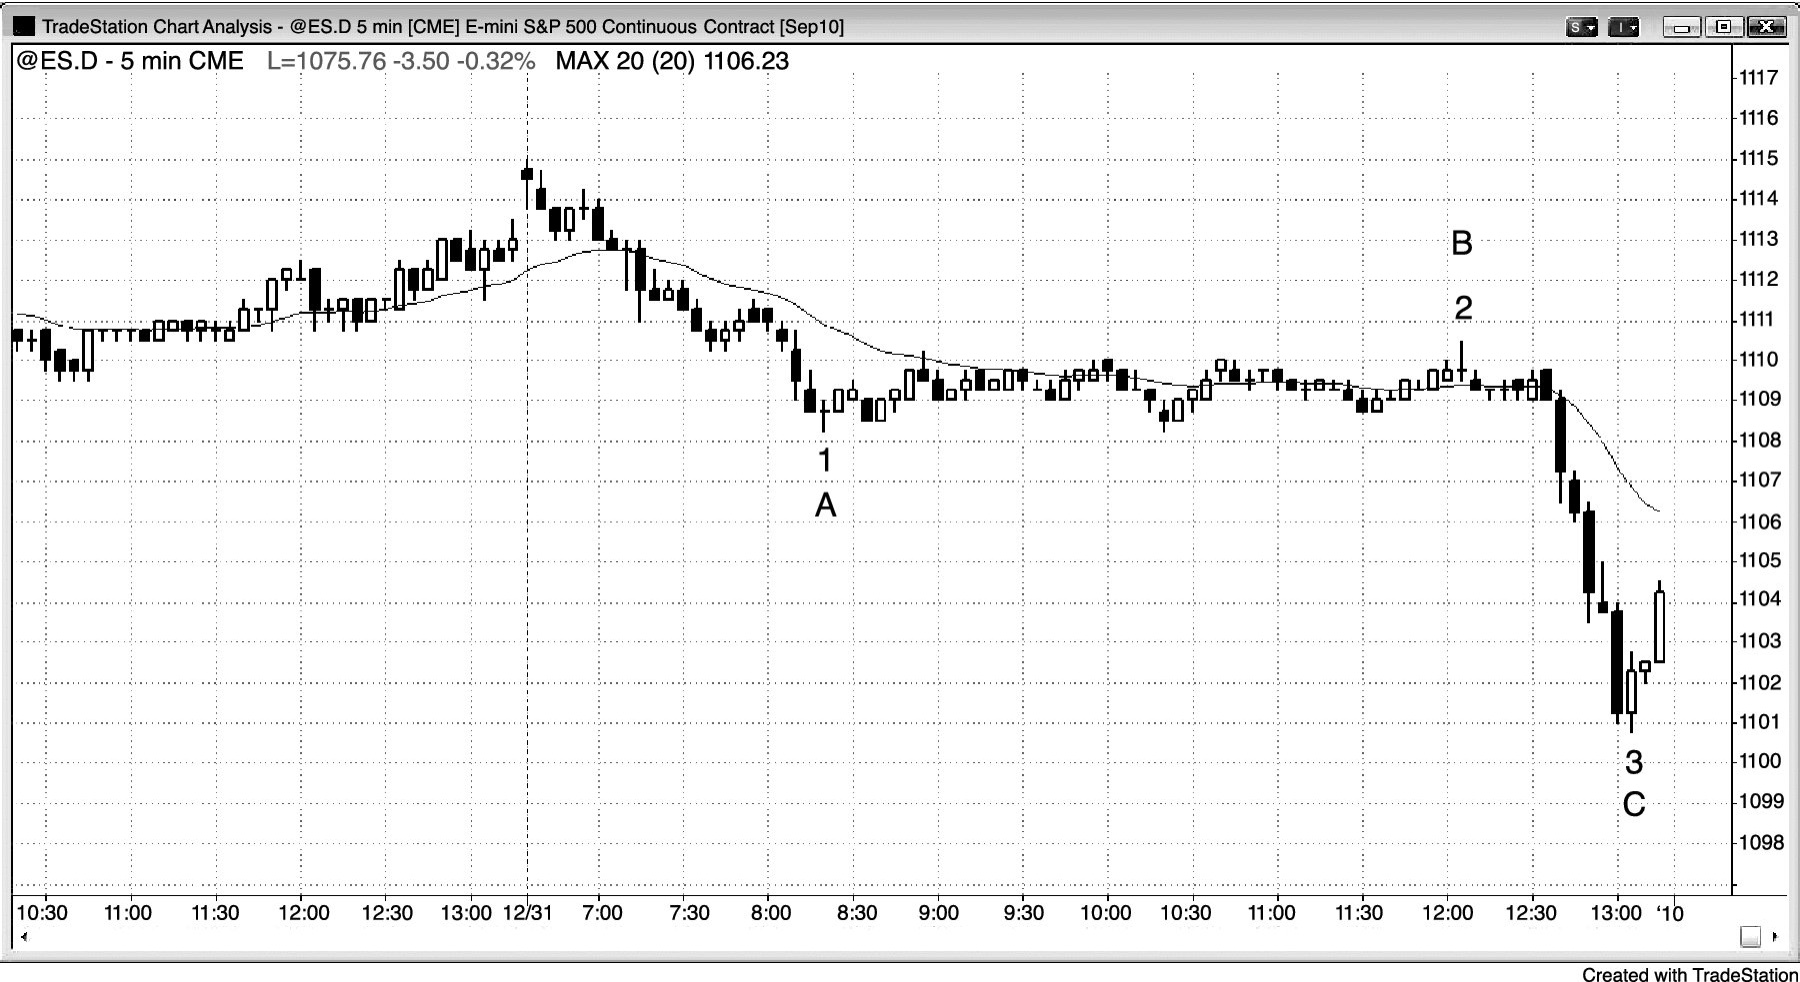 TradeStation Chart Analysis - @ES.D 5 min [CME] E-mini S&P 500 Continuous Contract [Sep10]
S I
@ES.D - 5 min CME L=1075.76 -3.50 -0.32% MAX 20 (20) 1106.23
1117
1116
1115
1114
1113
1112
1111
1110
1109
1108
1107
1106
1105
1104
1103
1102
1101
1100
1099
1098
B
2
1
A
3
C
10:30 11:00 11:30 12:00 12:30 13:00 12/31 7:00 7:30 8:00 8:30 9:00 9:30 10:00 10:30 11:00 11:30 12:00 12:30 13:00 '10
Created with TradeStation